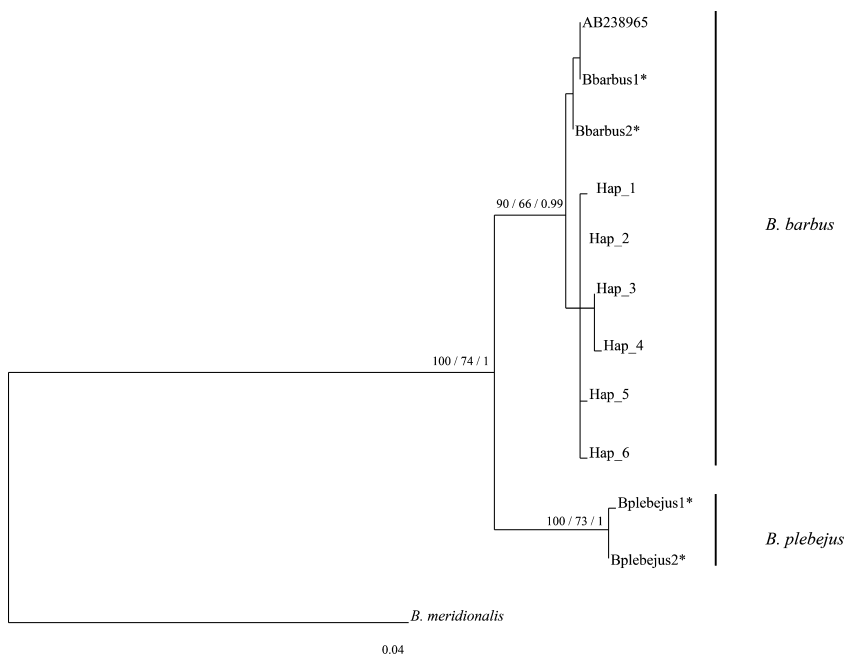 AB238965
Bbarbus1*
Bbarbus2*
Hap_1
90 / 66 / 0.99
B. barbus
Hap_2
Hap_3
Hap_4
100 / 74 / 1
Hap_5
Hap_6
Bplebejus1*
100 / 73 / 1
B. plebejus
Bplebejus2*
B. meridionalis
0.04